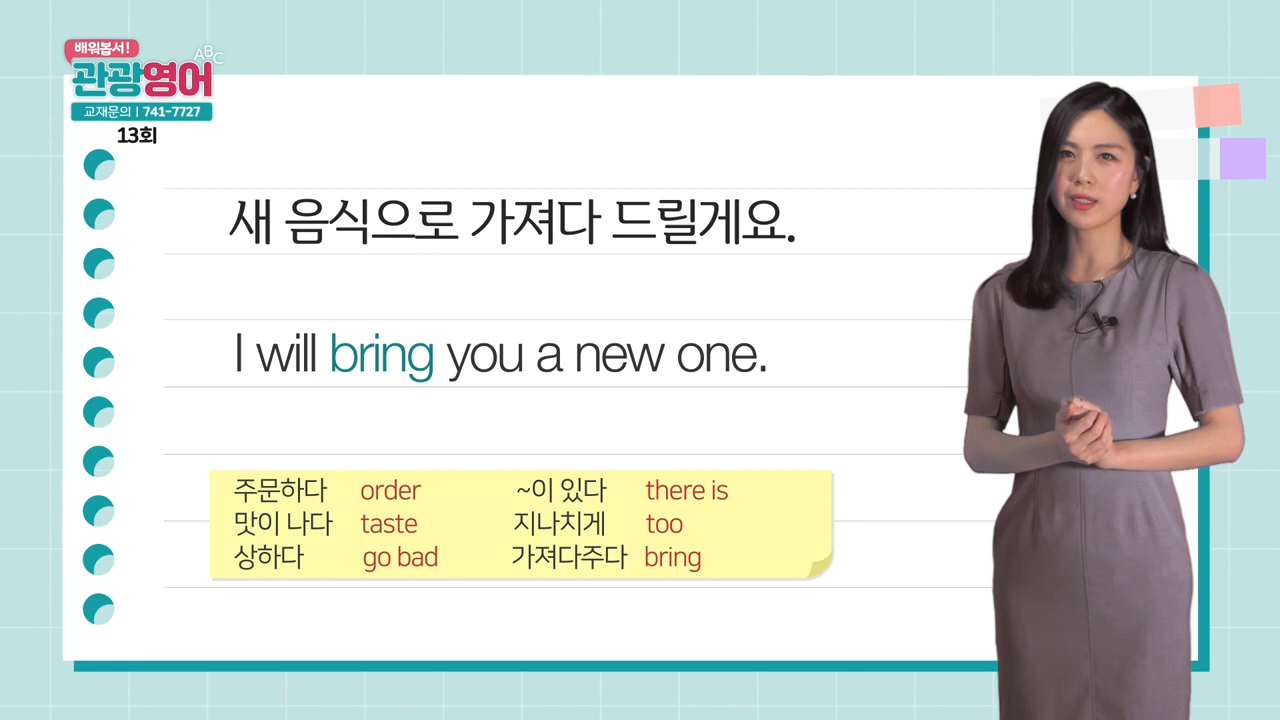 배워봅서!
ABC
관광영어
교재문의 | 741-7727
13회
새 음식으로 가져다 드릴게요.
I will bring you a new one.
주문하다 order ~이 있다 there is
맛이 나다 taste 지나치게 too
상하다 go bad 가져다주다 bring